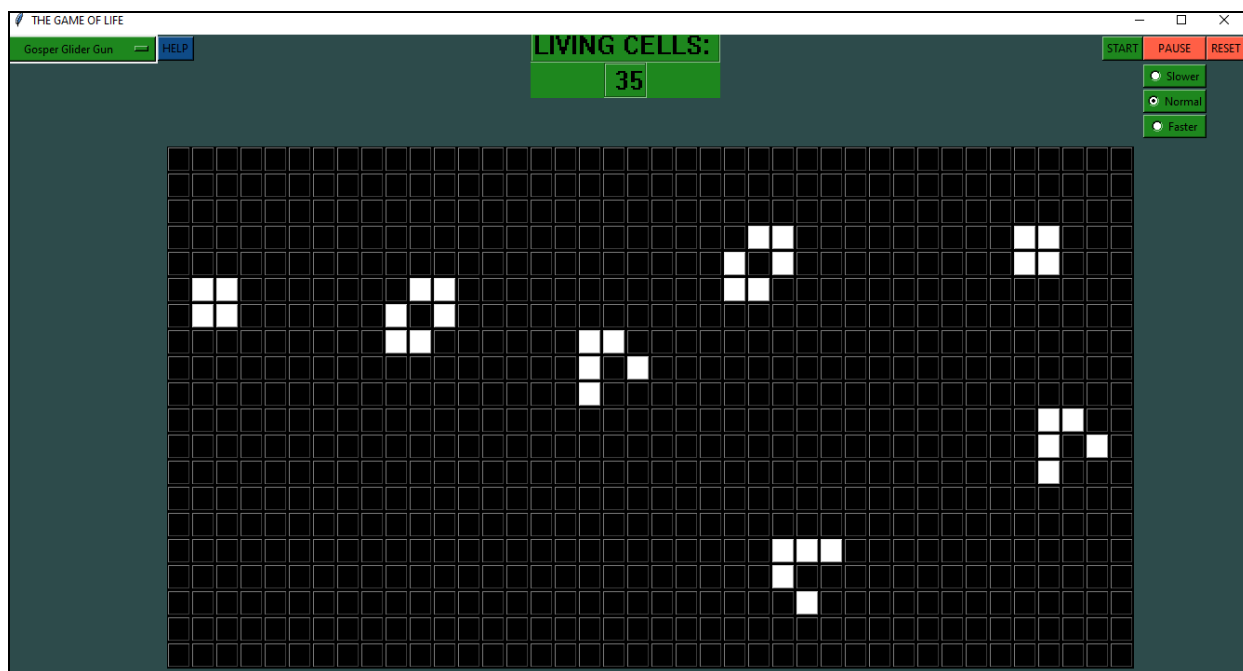 THE GAME OF LIFE
Gosper Glider Gun
HELP
LIVING CELLS:
35
START
PAUSE
RESET
Slower
Normal
Faster